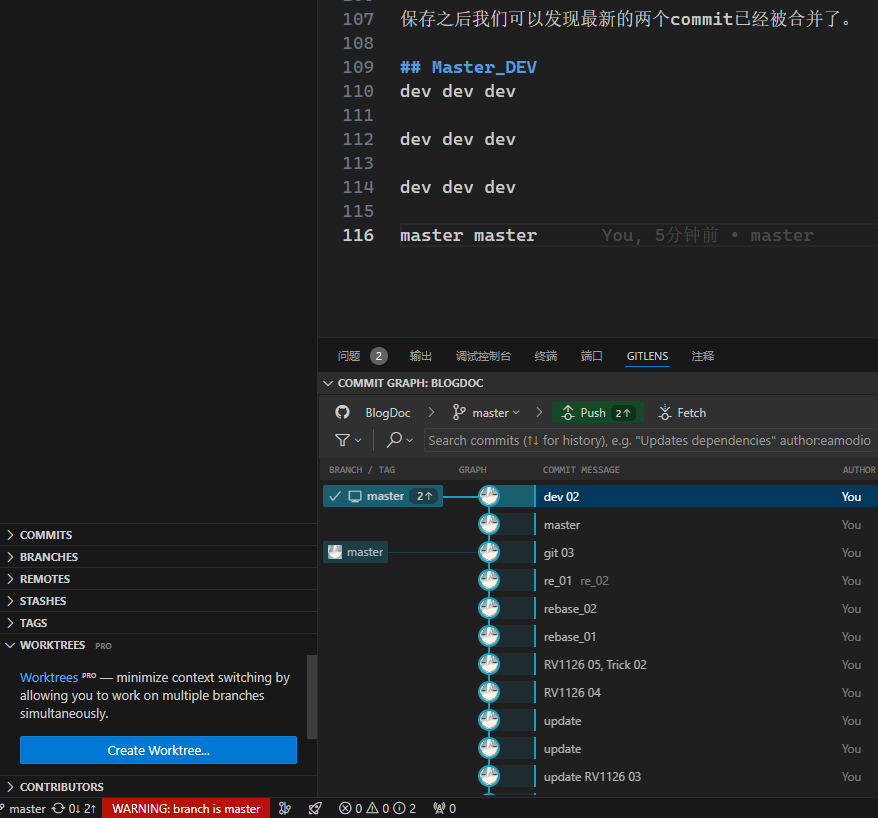 107 保存之后我们可以发现最新的两个commit已经被合并了。
108
109 ## Master_DEV
110 dev dev dev
111
112 dev dev dev
113
114 dev dev dev
115
116 master master You, 5分钟前 • master
问题 2 输出 调试控制台 终端 端口 GITLENS 注释
COMMIT GRAPH: BLOGDOC
BlogDoc master Push 2↑ Fetch
Search commits (↑↓ for history), e.g. "Updates dependencies" author:eamodio
BRANCH / TAG GRAPH COMMIT MESSAGE AUTHOR
master 2↑ dev 02 You
master You
master git 03 You
re_01 re_02 You
rebase_02 You
rebase_01 You
RV1126 05, Trick 02 You
RV1126 04 You
update You
update You
update RV1126 03 You
COMMITS
BRANCHES
REMOTES
STASHES
TAGS
WORKTREES PRO
Worktrees PRO — minimize context switching by
allowing you to work on multiple branches
simultaneously.
Create Worktree...
CONTRIBUTORS
master 0↓ 2↑ WARNING: branch is master 0 0 2 0